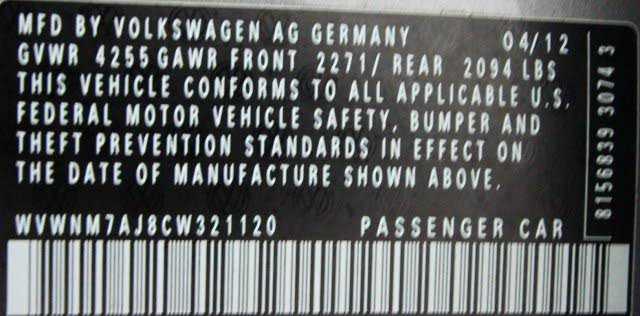 MFD BY VOLKSWAGEN AG GERMANY 04/12
GVWR 4255 GAWR FRONT 2271/ REAR 2094 LBS
THIS VEHICLE CONFORMS TO ALL APPLICABLE U.S.
FEDERAL MOTOR VEHICLE SAFETY, BUMPER AND
THEFT PREVENTION STANDARDS IN EFFECT ON
THE DATE OF MANUFACTURE SHOWN ABOVE.
WVWNM7AJ8CW321120 PASSENGER CAR
8156839 3074 3